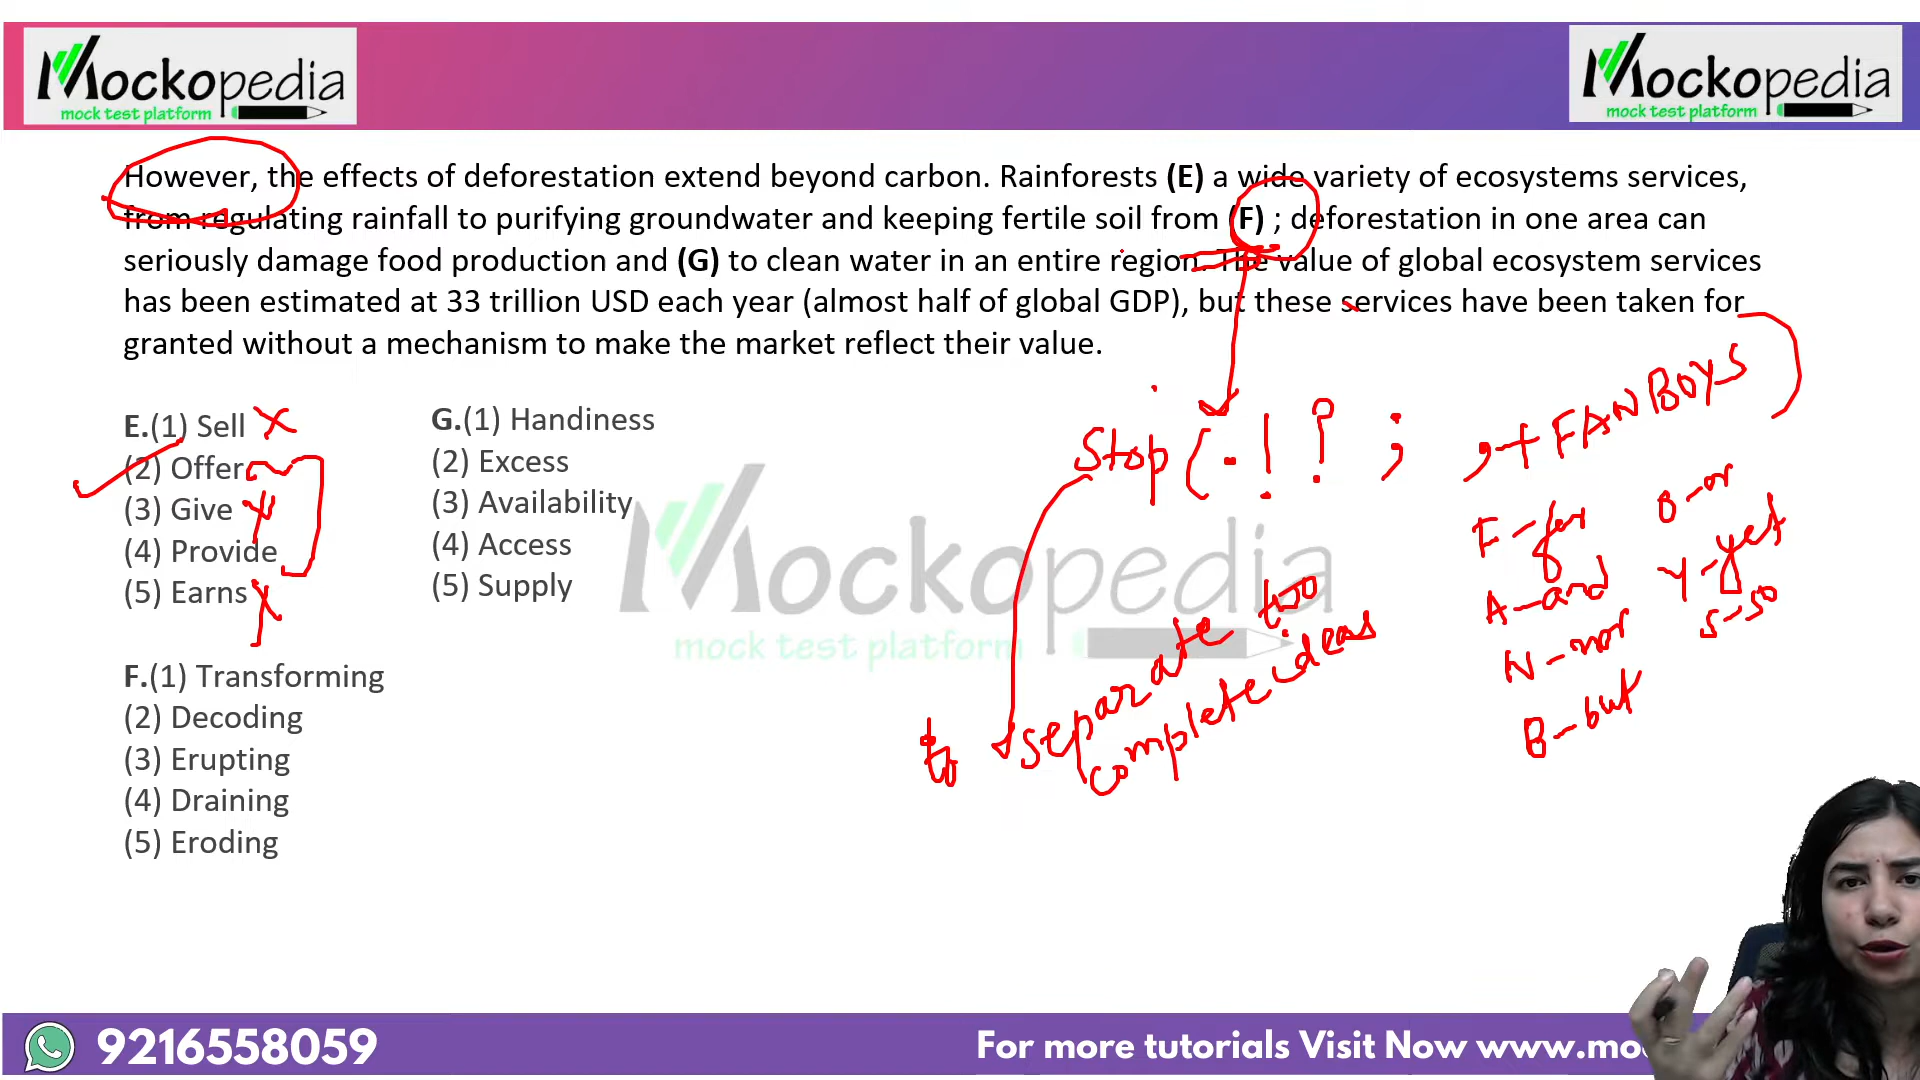 Mockopedia
mock test platform
Mockopedia
mock test platform
However, the effects of deforestation extend beyond carbon. Rainforests (E) a wide variety of ecosystems services,
from regulating rainfall to purifying groundwater and keeping fertile soil from (F) ; deforestation in one area can
seriously damage food production and (G) to clean water in an entire region. The value of global ecosystem services
has been estimated at 33 trillion USD each year (almost half of global GDP), but these services have been taken for
granted without a mechanism to make the market reflect their value.
E.(1) Sell
(2) Offer
(3) Give
(4) Provide
(5) Earns
F.(1) Transforming
(2) Decoding
(3) Erupting
(4) Draining
(5) Eroding
G.(1) Handiness
(2) Excess
(3) Availability
(4) Access
(5) Supply
Mockopedia
mock test platform
Stop ( . ! ? ; , + FANBOYS )
F - for
A - and
N - nor
B - but
O - or
Y - yet
S - so
to separate two
complete ideas
9216558059
For more tutorials Visit Now